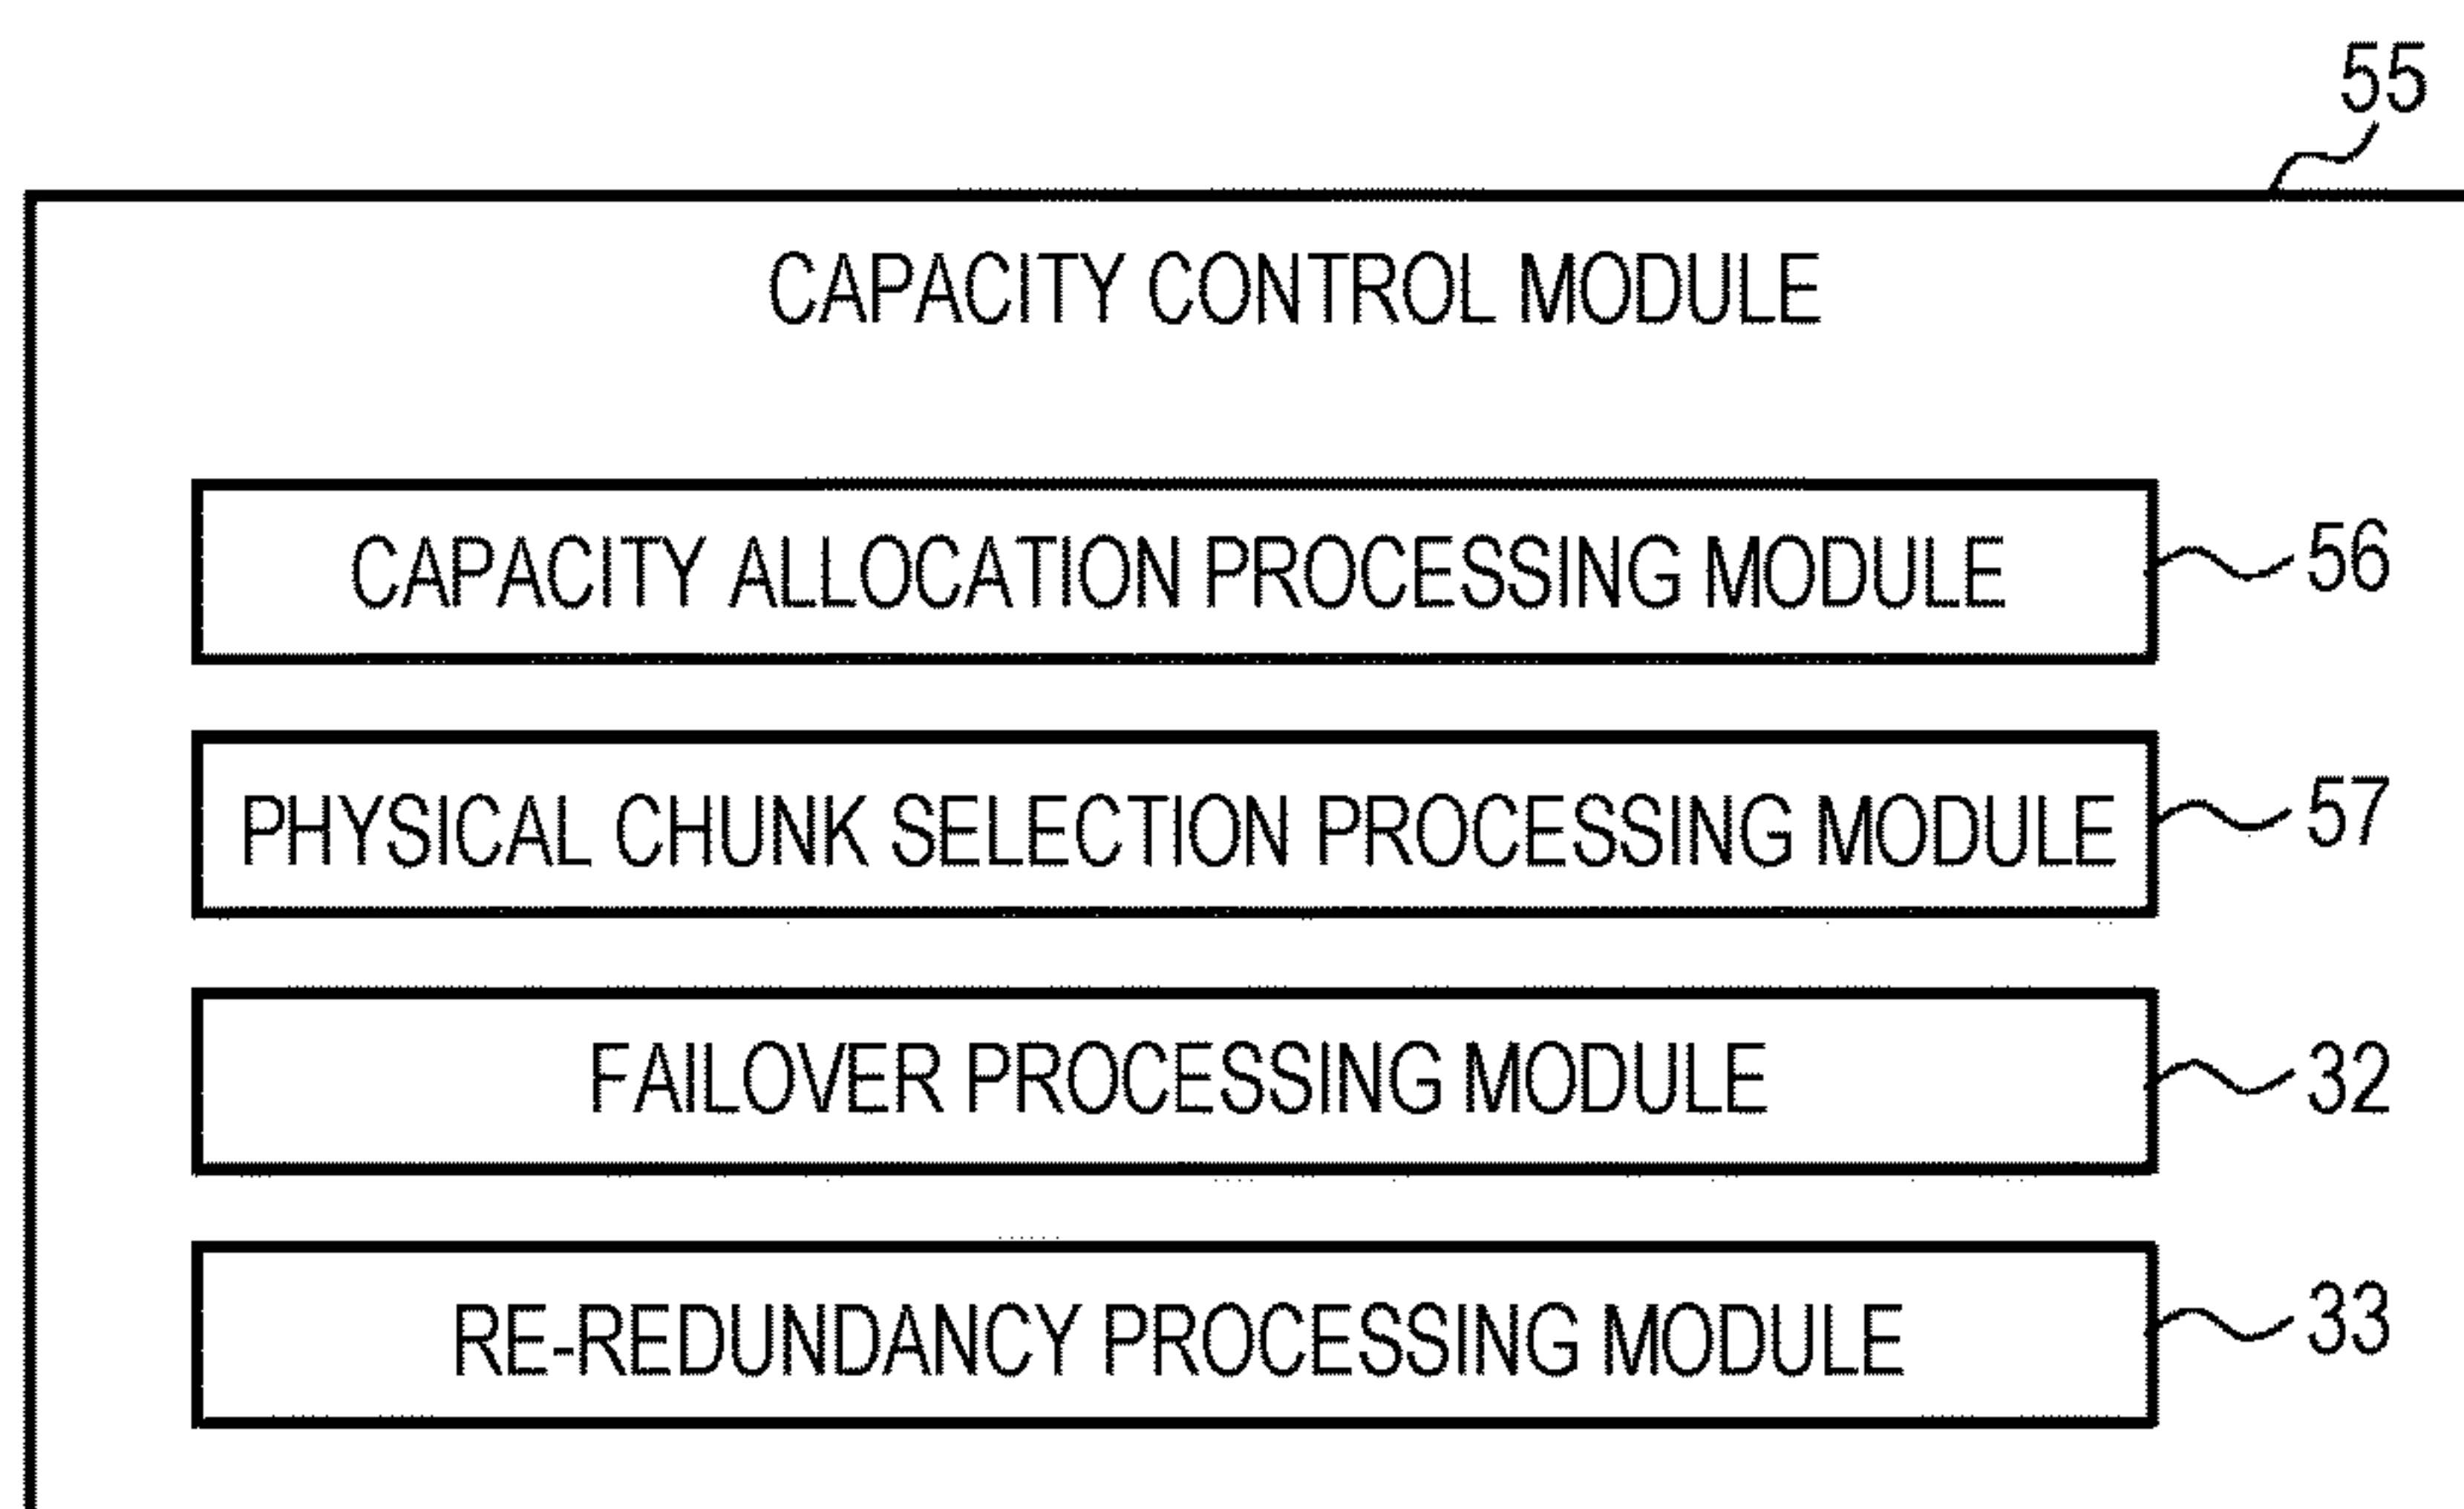 55
CAPACITY CONTROL MODULE
CAPACITY ALLOCATION PROCESSING MODULE 56
PHYSICAL CHUNK SELECTION PROCESSING MODULE 57
FAILOVER PROCESSING MODULE 32
RE-REDUNDANCY PROCESSING MODULE 33